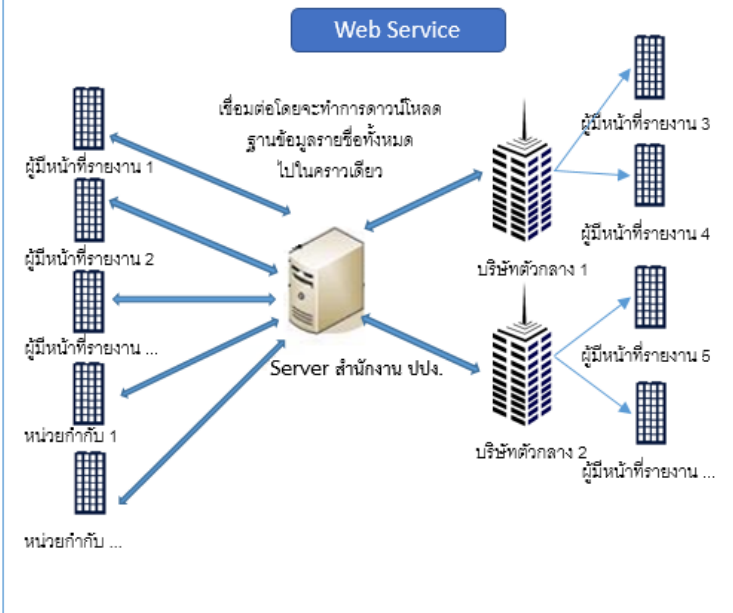 Web Service
เชื่อมต่อโดยจะทำการดาวน์โหลด
ฐานข้อมูลรายชื่อทั้งหมด
ไปในคราวเดียว
ผู้มีหน้าที่รายงาน 1
ผู้มีหน้าที่รายงาน 2
ผู้มีหน้าที่รายงาน ...
หน่วยกำกับ 1
หน่วยกำกับ ...
Server สำนักงาน ปปง.
บริษัทตัวกลาง 1
บริษัทตัวกลาง 2
ผู้มีหน้าที่รายงาน 3
ผู้มีหน้าที่รายงาน 4
ผู้มีหน้าที่รายงาน 5
ผู้มีหน้าที่รายงาน ...